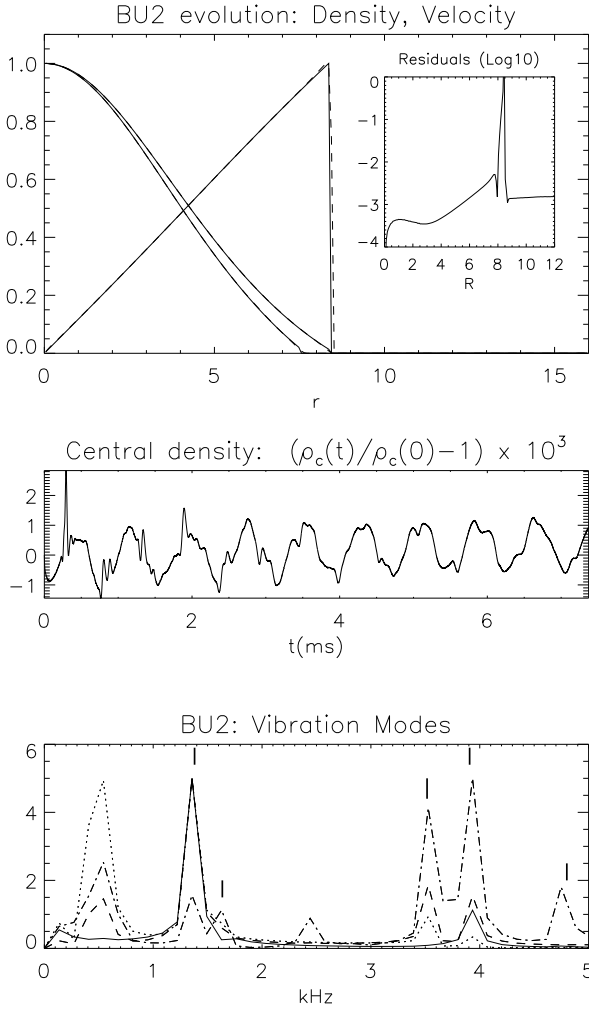 BU2 evolution: Density, Velocity
1.0
0.8
0.6
0.4
0.2
0.0
0 5 10 15
r
Residuals (Log10)
0
−1
−2
−3
−4
0 2 4 6 8 10 12
R
Central density: (ρc(t)/ρc(0)−1) x 10³
2
1
0
−1
0 2 4 6
t(ms)
BU2: Vibration Modes
6
4
2
0
0 1 2 3 4 5
kHz